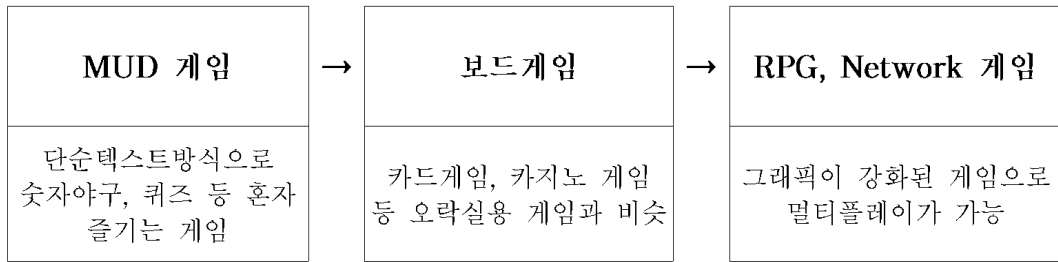 MUD 게임
→
보드게임
→
RPG, Network 게임
단순텍스트방식으로
숫자야구, 퀴즈 등 혼자
즐기는 게임
카드게임, 카지노 게임
등 오락실용 게임과 비슷
그래픽이 강화된 게임으로
멀티플레이가 가능